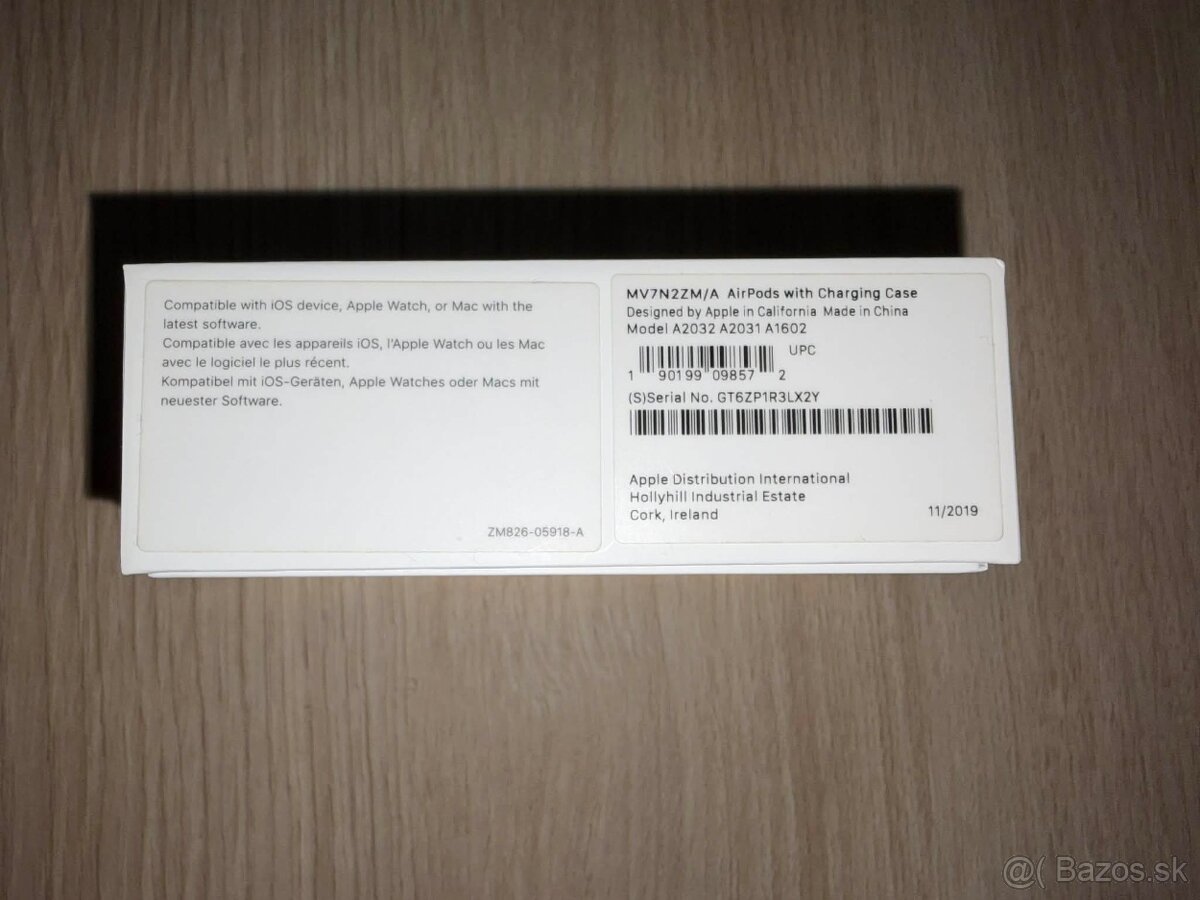 Compatible with iOS device, Apple Watch, or Mac with the
latest software.
Compatible avec les appareils iOS, l'Apple Watch ou les Mac
avec le logiciel le plus récent.
Kompatibel mit iOS-Geräten, Apple Watches oder Macs mit
neuester Software.
ZM826-05918-A
MV7N2ZM/A AirPods with Charging Case
Designed by Apple in California Made in China
Model A2032 A2031 A1602
UPC
1 90199 09857 2
(S)Serial No. GT6ZP1R3LX2Y
Apple Distribution International
Hollyhill Industrial Estate
Cork, Ireland
11/2019
@( Bazos.sk